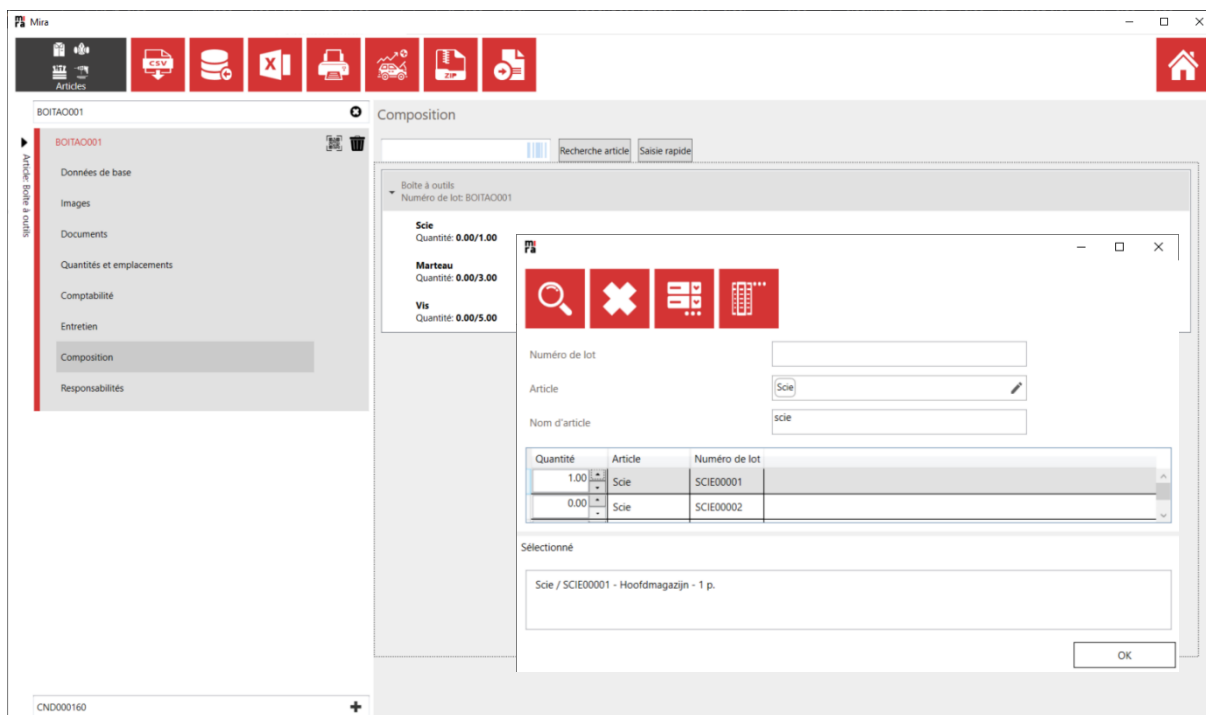 mi ra Mira
CSV
X
ZIP
Articles
BOITAO001
Composition
BOITAO001
Recherche article
Saisie rapide
Article: Boîte à outils
Données de base
Images
Documents
Quantités et emplacements
Comptabilité
Entretien
Composition
Responsabilités
Boîte à outils
Numéro de lot: BOITAO001
Scie
Quantité: 0.00/1.00
Marteau
Quantité: 0.00/3.00
Vis
Quantité: 0.00/5.00
mi ra
Numéro de lot
Article Scie
Nom d'article scie
Quantité Article Numéro de lot
1.00 Scie SCIE00001
0.00 Scie SCIE00002
Sélectionné
Scie / SCIE00001 - Hoofdmagazijn - 1 p.
OK
CND000160